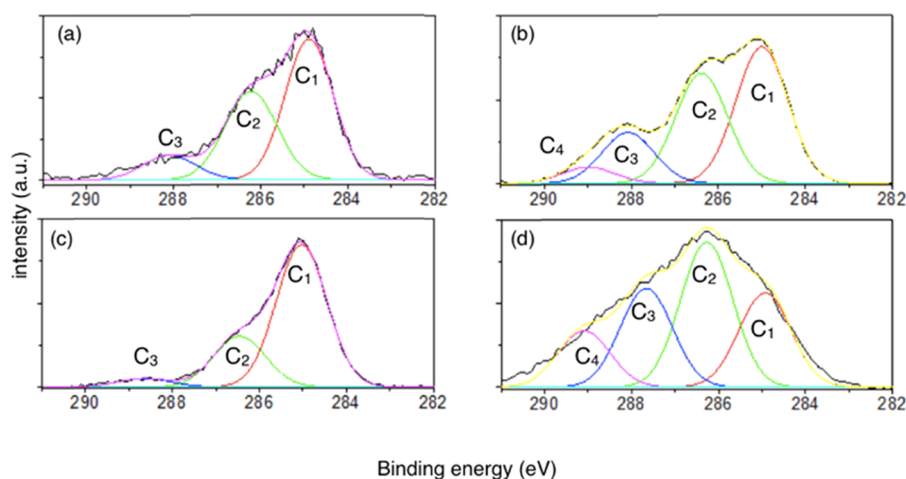 (a)
C3
C2
C1
290 288 286 284 282
(b)
C4
C3
C2
C1
290 288 286 284 282
intensity (a.u.)
(c)
C3
C2
C1
290 288 286 284 282
(d)
C4
C3
C2
C1
290 288 286 284 282
Binding energy (eV)